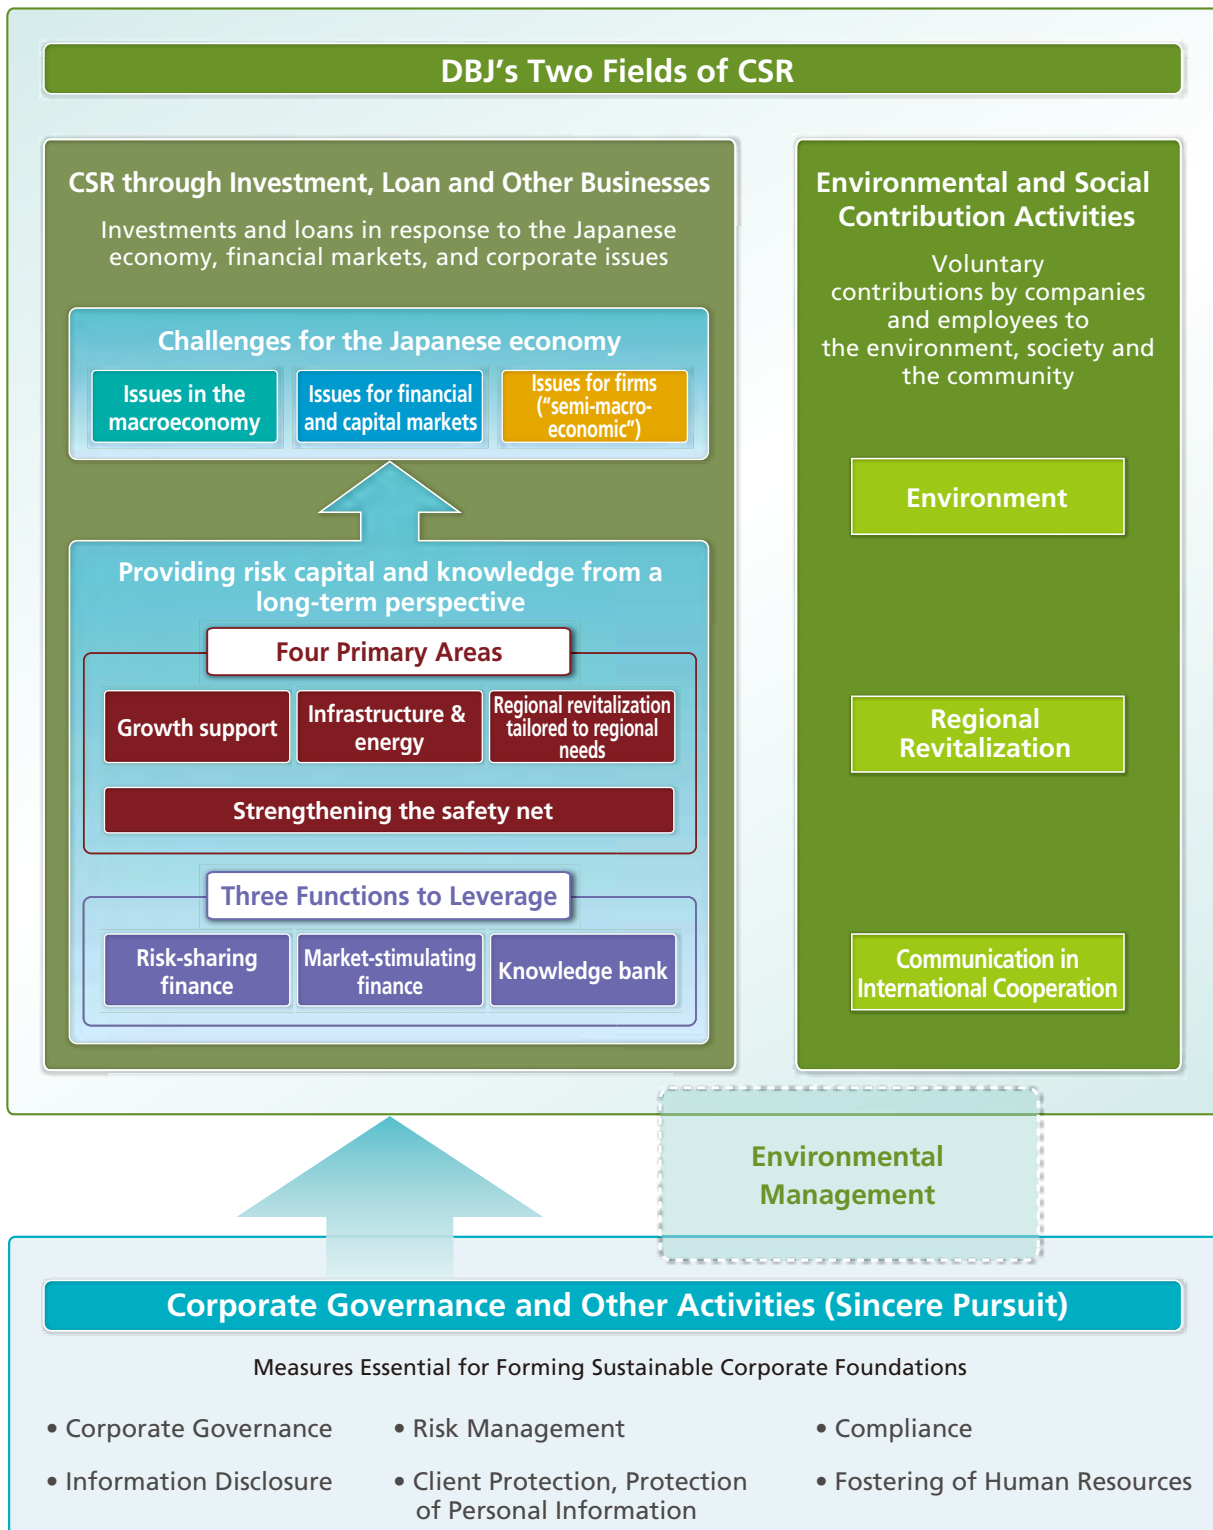 DBJ's Two Fields of CSR
CSR through Investment, Loan and Other Businesses
Investments and loans in response to the Japanese
economy, financial markets, and corporate issues
Challenges for the Japanese economy
Issues in the
macroeconomy
Issues for financial
and capital markets
Issues for firms
(“semi-macro-
economic”)
Providing risk capital and knowledge from a
long-term perspective
Four Primary Areas
Growth support
Infrastructure &
energy
Regional revitalization
tailored to regional
needs
Strengthening the safety net
Three Functions to Leverage
Risk-sharing
finance
Market-stimulating
finance
Knowledge bank
Environmental and Social
Contribution Activities
Voluntary
contributions by companies
and employees to
the environment, society and
the community
Environment
Regional
Revitalization
Communication in
International Cooperation
Environmental
Management
Corporate Governance and Other Activities (Sincere Pursuit)
Measures Essential for Forming Sustainable Corporate Foundations
• Corporate Governance
• Risk Management
• Compliance
• Information Disclosure
• Client Protection, Protection
of Personal Information
• Fostering of Human Resources